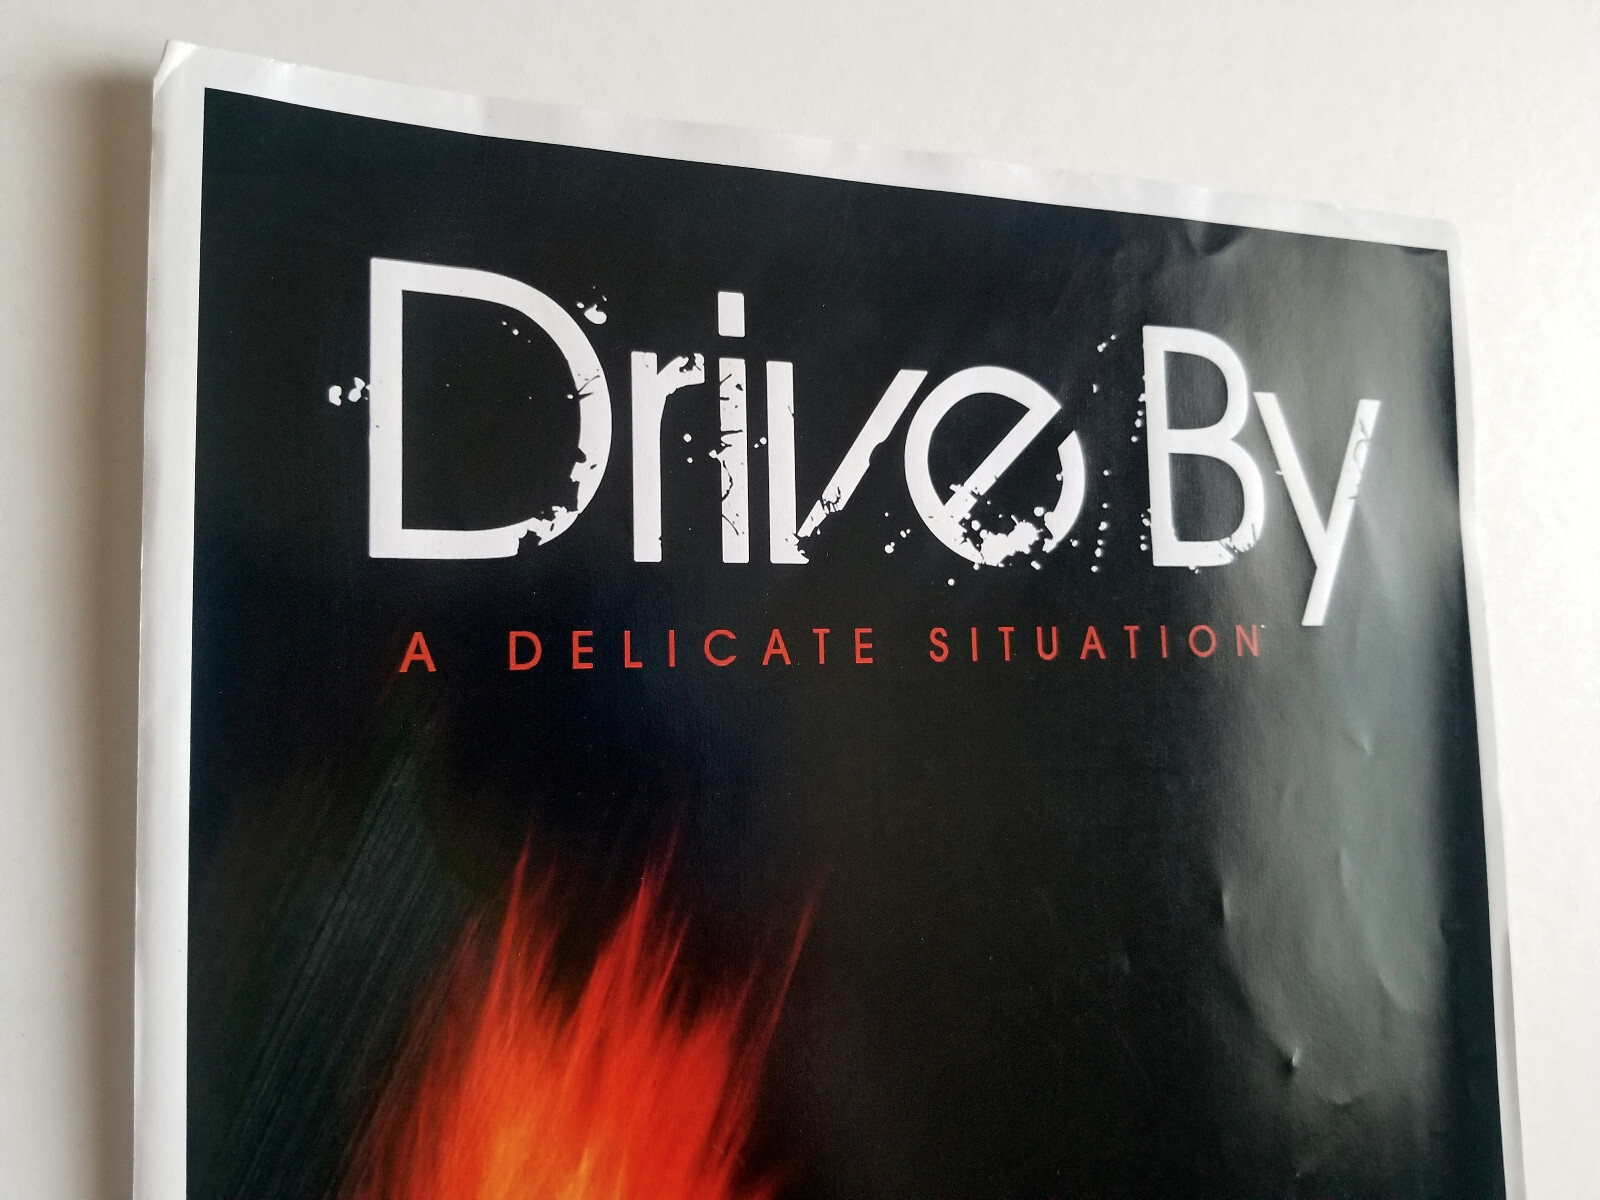 Drive By
A DELICATE SITUATION